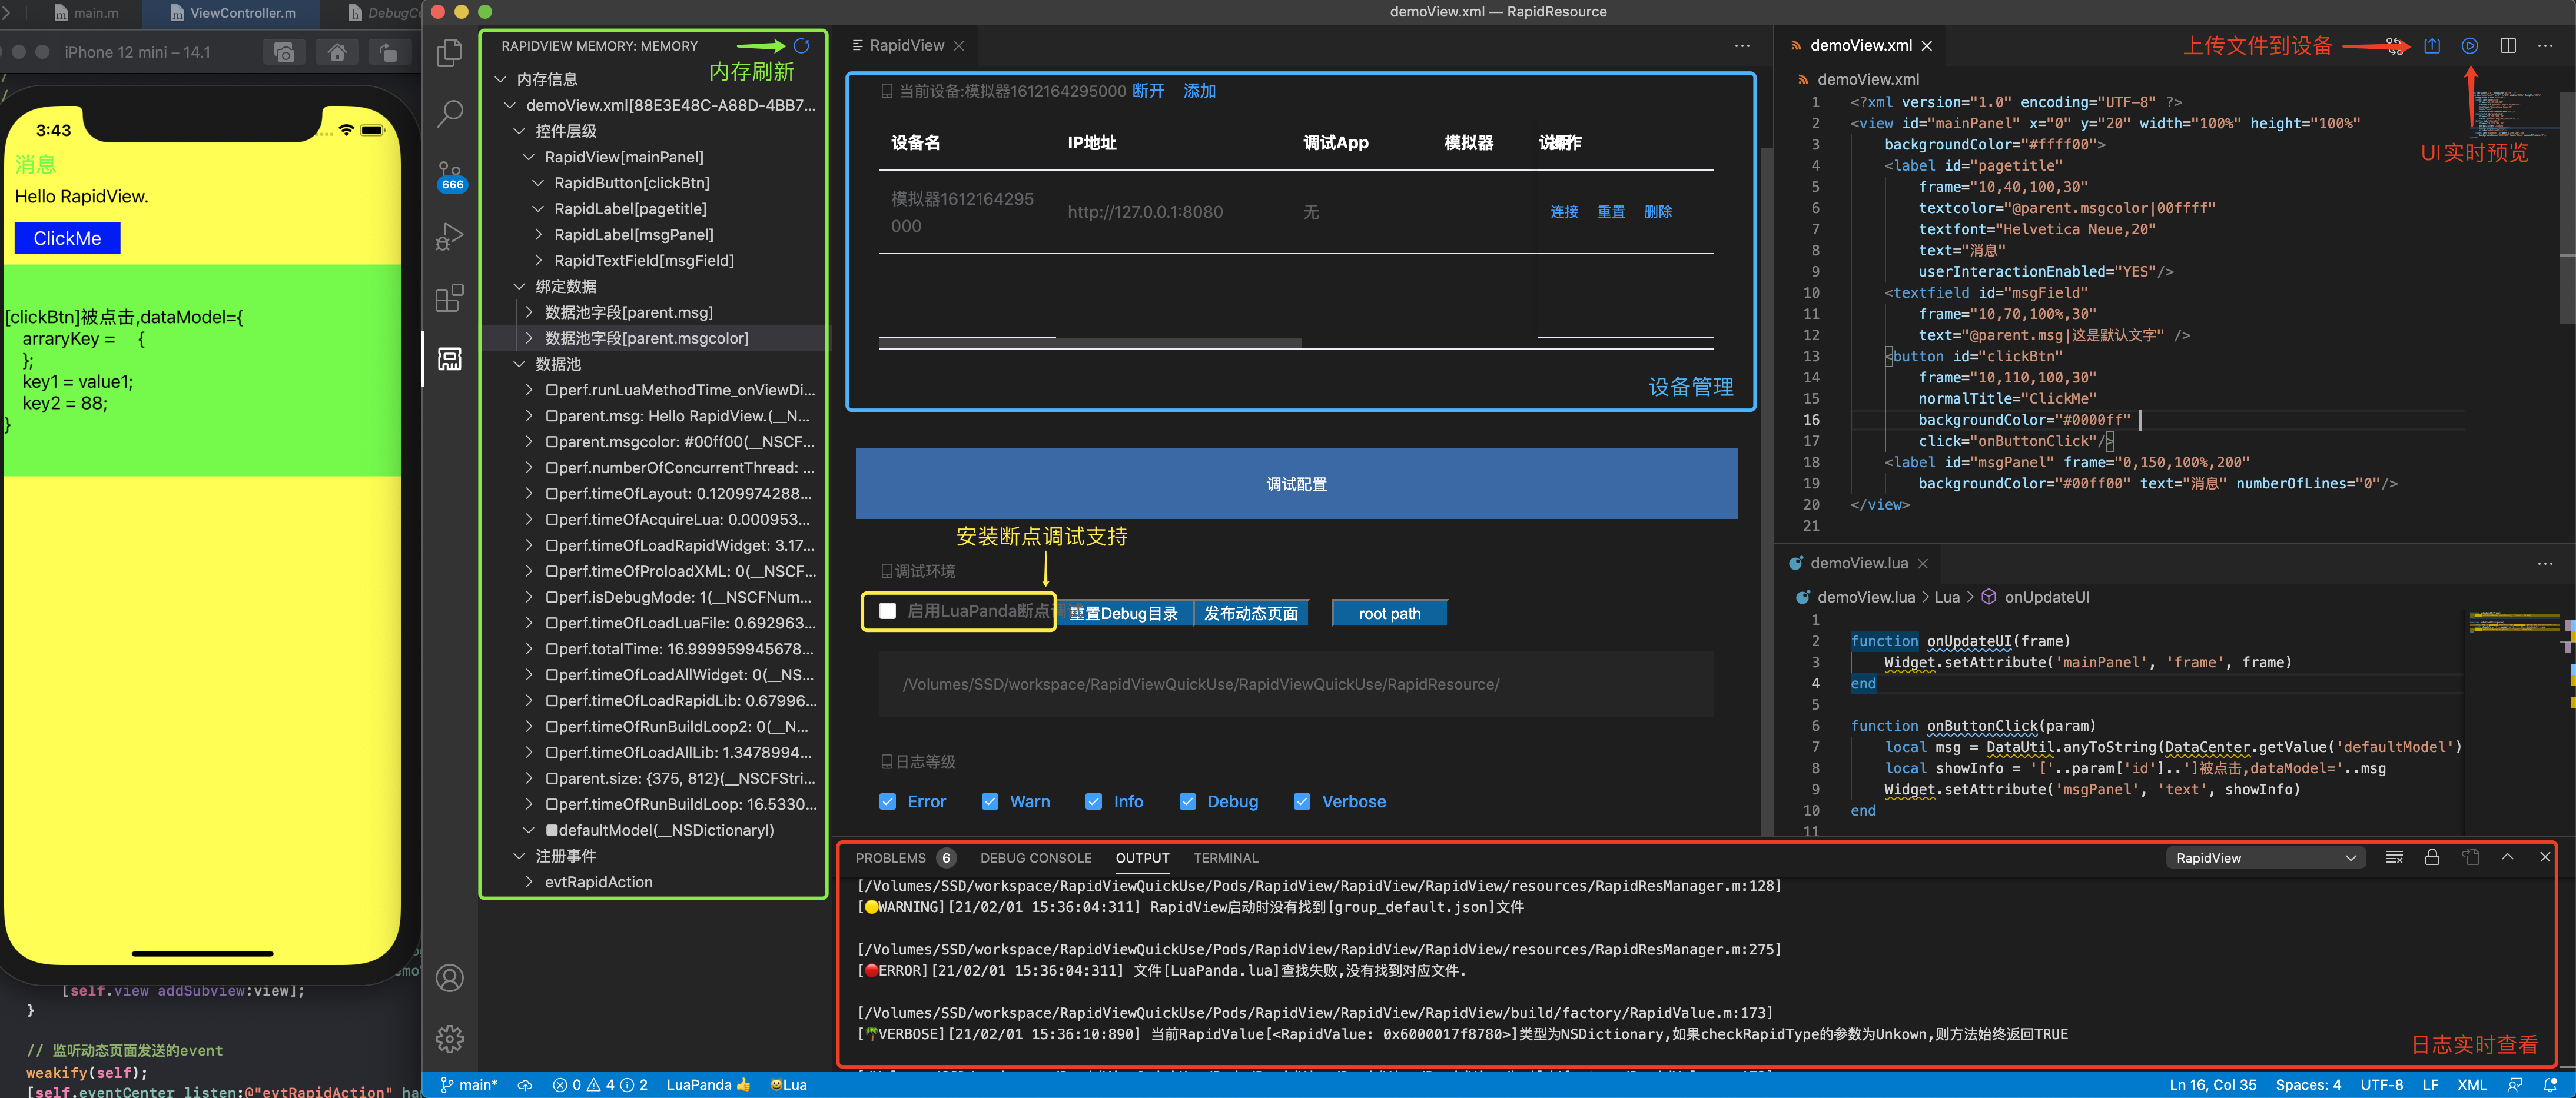 main.m
ViewController.m
DebugCe
demoView.xml — RapidResource
iPhone 12 mini – 14.1
3:43
消息
Hello RapidView.
ClickMe
[clickBtn]被点击,dataModel={
arraryKey =     {
};
key1 = value1;
key2 = 88;
}
[self.view addSubview:view];
}
// 监听动态页面发送的event
weakify(self);
[self.eventCenter listen:@"evtRapidAction" ha
666
RAPIDVIEW MEMORY: MEMORY
内存刷新
内存信息
demoView.xml[88E3E48C-A88D-4BB7...
控件层级
RapidView[mainPanel]
RapidButton[clickBtn]
RapidLabel[pagetitle]
RapidLabel[msgPanel]
RapidTextField[msgField]
绑定数据
数据池字段[parent.msg]
数据池字段[parent.msgcolor]
数据池
perf.runLuaMethodTime_onViewDi...
parent.msg: Hello RapidView.(__N...
parent.msgcolor: #00ff00(__NSCF...
perf.numberOfConcurrentThread: ...
perf.timeOfLayout: 0.1209974288...
perf.timeOfAcquireLua: 0.000953...
perf.timeOfLoadRapidWidget: 3.17...
perf.timeOfProloadXML: 0(__NSCF...
perf.isDebugMode: 1(__NSCFNum...
perf.timeOfLoadLuaFile: 0.692963...
perf.totalTime: 16.999959945678...
perf.timeOfLoadAllWidget: 0(__NS...
perf.timeOfLoadRapidLib: 0.67996...
perf.timeOfRunBuildLoop2: 0(__N...
perf.timeOfLoadAllLib: 1.3478994...
parent.size: {375, 812}(__NSCFStri...
perf.timeOfRunBuildLoop: 16.5330...
defaultModel(__NSDictionaryI)
注册事件
evtRapidAction
RapidView
当前设备:模拟器1612164295000 断开 添加
设备名 IP地址 调试App 模拟器 操作
模拟器1612164295
000
http://127.0.0.1:8080
无
连接 重置 删除
设备管理
调试配置
安装断点调试支持
调试环境
启用LuaPanda断点调
重置Debug目录 发布动态页面 root path
/Volumes/SSD/workspace/RapidViewQuickUse/RapidViewQuickUse/RapidResource/
日志等级
Error Warn Info Debug Verbose
demoView.xml
上传文件到设备
demoView.xml
UI实时预览
1 <?xml version="1.0" encoding="UTF-8" ?>
2 <view id="mainPanel" x="0" y="20" width="100%" height="100%"
3 backgroundColor="#ffff00">
4 <label id="pagetitle"
5 frame="10,40,100,30"
6 textcolor="@parent.msgcolor|00ffff"
7 textfont="Helvetica Neue,20"
8 text="消息"
9 userInteractionEnabled="YES"/>
10 <textfield id="msgField"
11 frame="10,70,100%,30"
12 text="@parent.msg|这是默认文字" />
13 <button id="clickBtn"
14 frame="10,110,100,30"
15 normalTitle="ClickMe"
16 backgroundColor="#0000ff"
17 click="onButtonClick"/>
18 <label id="msgPanel" frame="0,150,100%,200"
19 backgroundColor="#00ff00" text="消息" numberOfLines="0"/>
20 </view>
21
demoView.lua
demoView.lua > Lua > onUpdateUI
1
2 function onUpdateUI(frame)
3 Widget.setAttribute('mainPanel', 'frame', frame)
4 end
5
6 function onButtonClick(param)
7 local msg = DataUtil.anyToString(DataCenter.getValue('defaultModel')
8 local showInfo = '['..param['id']..']被点击,dataModel='..msg
9 Widget.setAttribute('msgPanel', 'text', showInfo)
10 end
11
PROBLEMS 6 DEBUG CONSOLE OUTPUT TERMINAL RapidView
[/Volumes/SSD/workspace/RapidViewQuickUse/Pods/RapidView/RapidView/RapidView/resources/RapidResManager.m:128]
[🟡WARNING][21/02/01 15:36:04:311] RapidView启动时没有找到[group_default.json]文件
[/Volumes/SSD/workspace/RapidViewQuickUse/Pods/RapidView/RapidView/RapidView/resources/RapidResManager.m:275]
[🔴ERROR][21/02/01 15:36:04:311] 文件[LuaPanda.lua]查找失败,没有找到对应文件.
[/Volumes/SSD/workspace/RapidViewQuickUse/Pods/RapidView/RapidView/RapidView/build/factory/RapidValue.m:173]
[🌴VERBOSE][21/02/01 15:36:10:890] 当前RapidValue[<RapidValue: 0x6000017f8780>]类型为NSDictionary,如果checkRapidType的参数为Unkown,则方法始终返回TRUE
日志实时查看
main* 0 4 2 LuaPanda👍 😀Lua
Ln 16, Col 35 Spaces: 4 UTF-8 LF XML